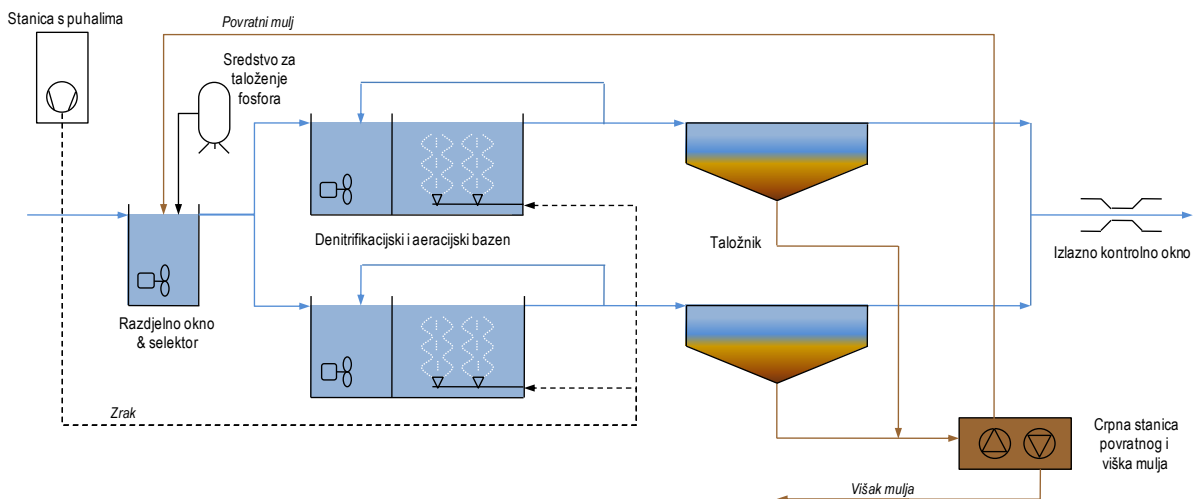 Stanica s puhalima
Povratni mulj
Sredstvo za
taloženje
fosfora
Denitrifikacijski i aeracijski bazen
Taložnik
Izlazno kontrolno okno
Razdjelno okno
& selektor
Zrak
Crpna stanica
povratnog i
viška mulja
Višak mulja